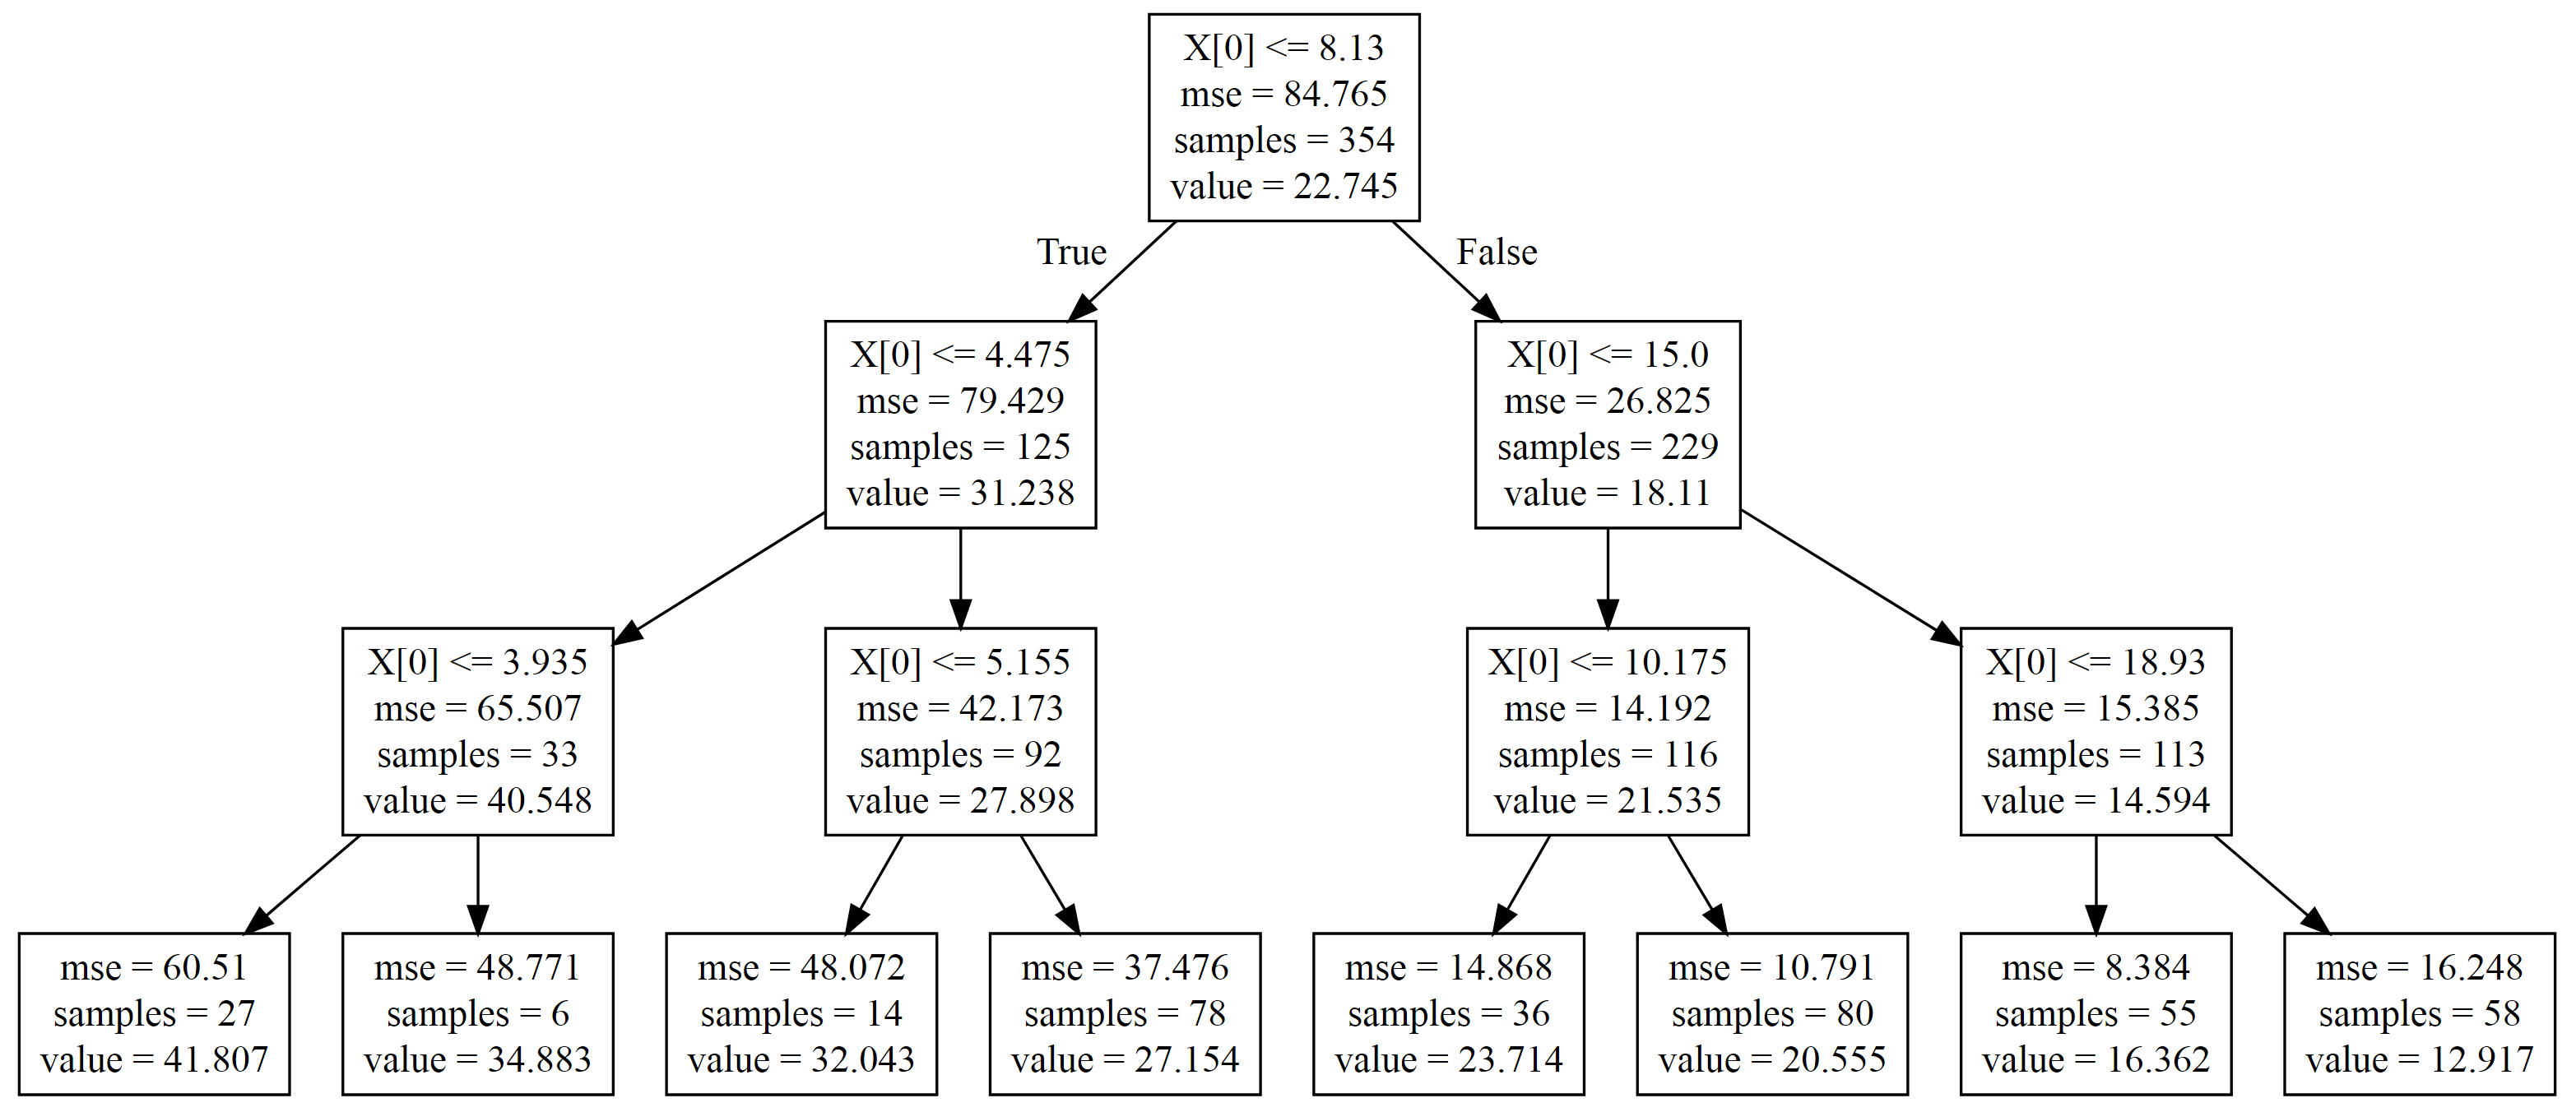 X[0] <= 8.13
mse = 84.765
samples = 354
value = 22.745
True
False
X[0] <= 4.475
mse = 79.429
samples = 125
value = 31.238
X[0] <= 15.0
mse = 26.825
samples = 229
value = 18.11
X[0] <= 3.935
mse = 65.507
samples = 33
value = 40.548
X[0] <= 5.155
mse = 42.173
samples = 92
value = 27.898
X[0] <= 10.175
mse = 14.192
samples = 116
value = 21.535
X[0] <= 18.93
mse = 15.385
samples = 113
value = 14.594
mse = 60.51
samples = 27
value = 41.807
mse = 48.771
samples = 6
value = 34.883
mse = 48.072
samples = 14
value = 32.043
mse = 37.476
samples = 78
value = 27.154
mse = 14.868
samples = 36
value = 23.714
mse = 10.791
samples = 80
value = 20.555
mse = 8.384
samples = 55
value = 16.362
mse = 16.248
samples = 58
value = 12.917